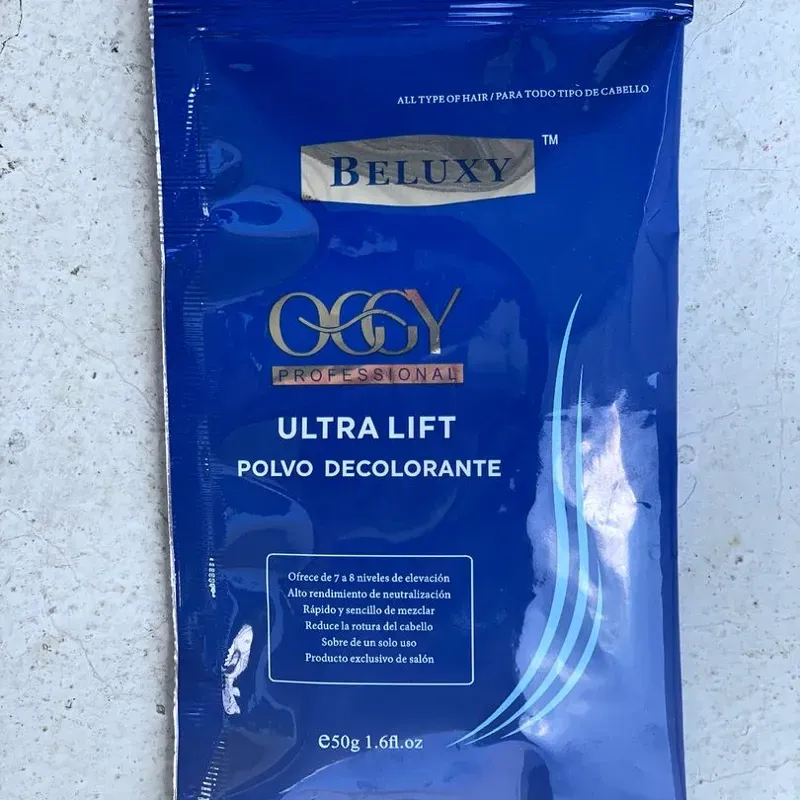 ALL TYPE OF HAIR / PARA TODO TIPO DE CABELLO
BELUXY TM
OGGY
PROFESSIONAL
ULTRA LIFT
POLVO DECOLORANTE
Ofrece de 7 a 8 niveles de elevación
Alto rendimiento de neutralización
Rápido y sencillo de mezclar
Reduce la rotura del cabello
Sobre de un solo uso
Producto exclusivo de salón
℮50g 1.6fl.oz